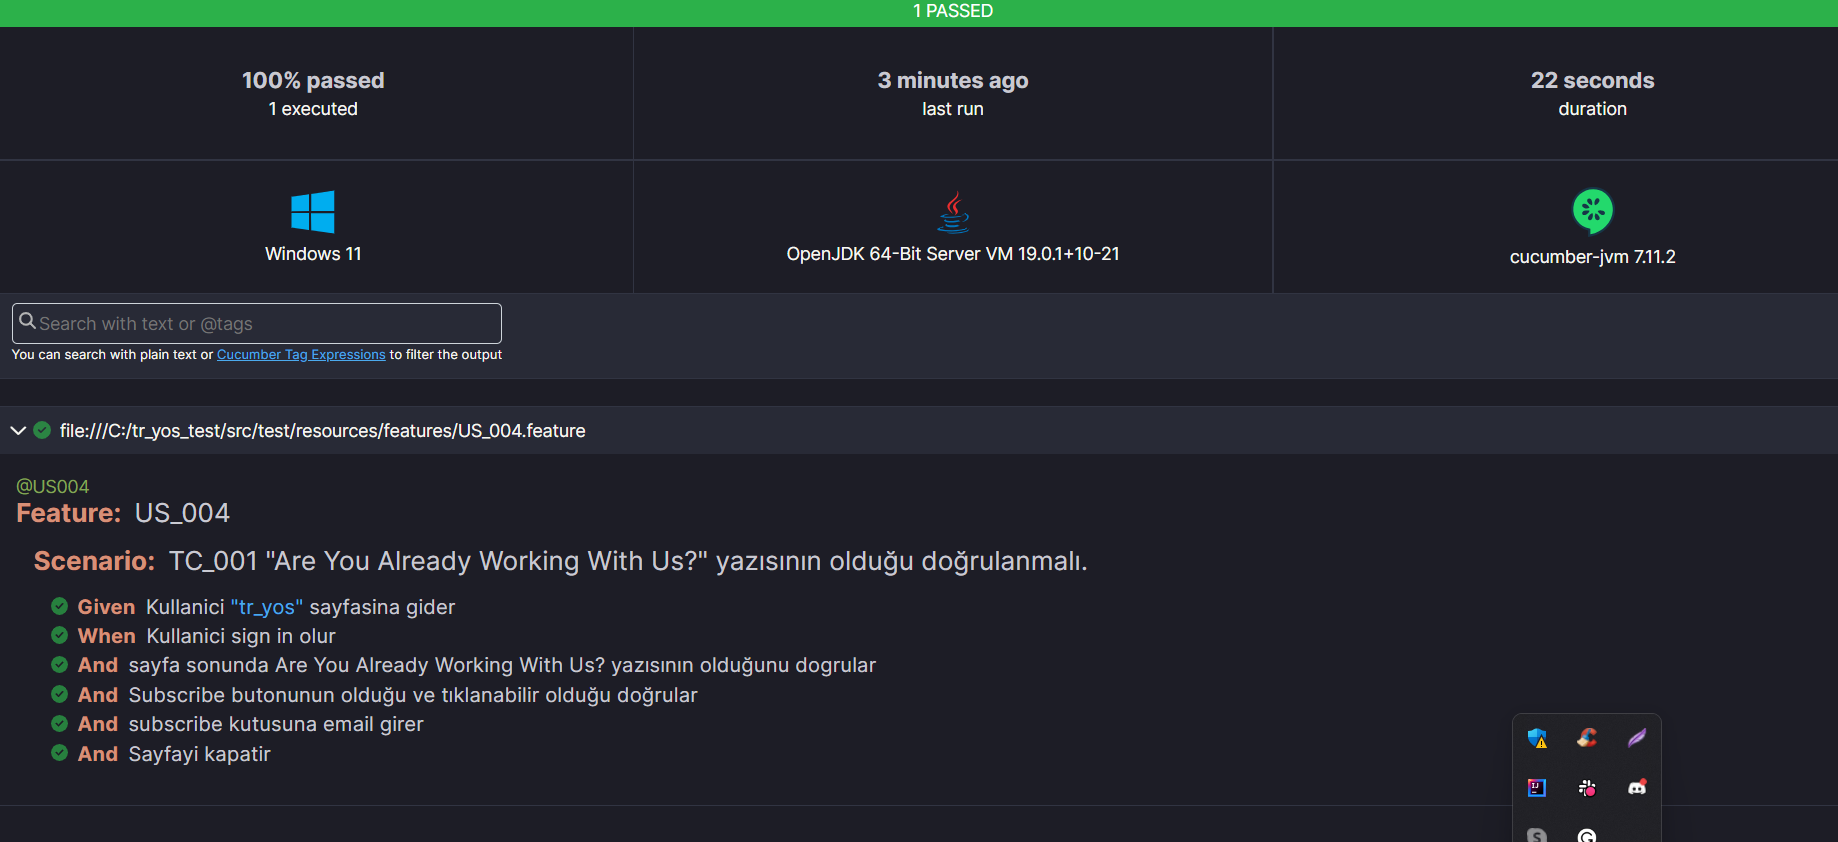 1 PASSED
100% passed
1 executed
3 minutes ago
last run
22 seconds
duration
Windows 11
OpenJDK 64-Bit Server VM 19.0.1+10-21
cucumber-jvm 7.11.2
Search with text or @tags
You can search with plain text or Cucumber Tag Expressions to filter the output
file:///C:/tr_yos_test/src/test/resources/features/US_004.feature
@US004
Feature: US_004
Scenario: TC_001 "Are You Already Working With Us?" yazısının olduğu doğrulanmalı.
Given Kullanici "tr_yos" sayfasina gider
When Kullanici sign in olur
And sayfa sonunda Are You Already Working With Us? yazısının olduğunu dogrular
And Subscribe butonunun olduğu ve tıklanabilir olduğu doğrular
And subscribe kutusuna email girer
And Sayfayi kapatir